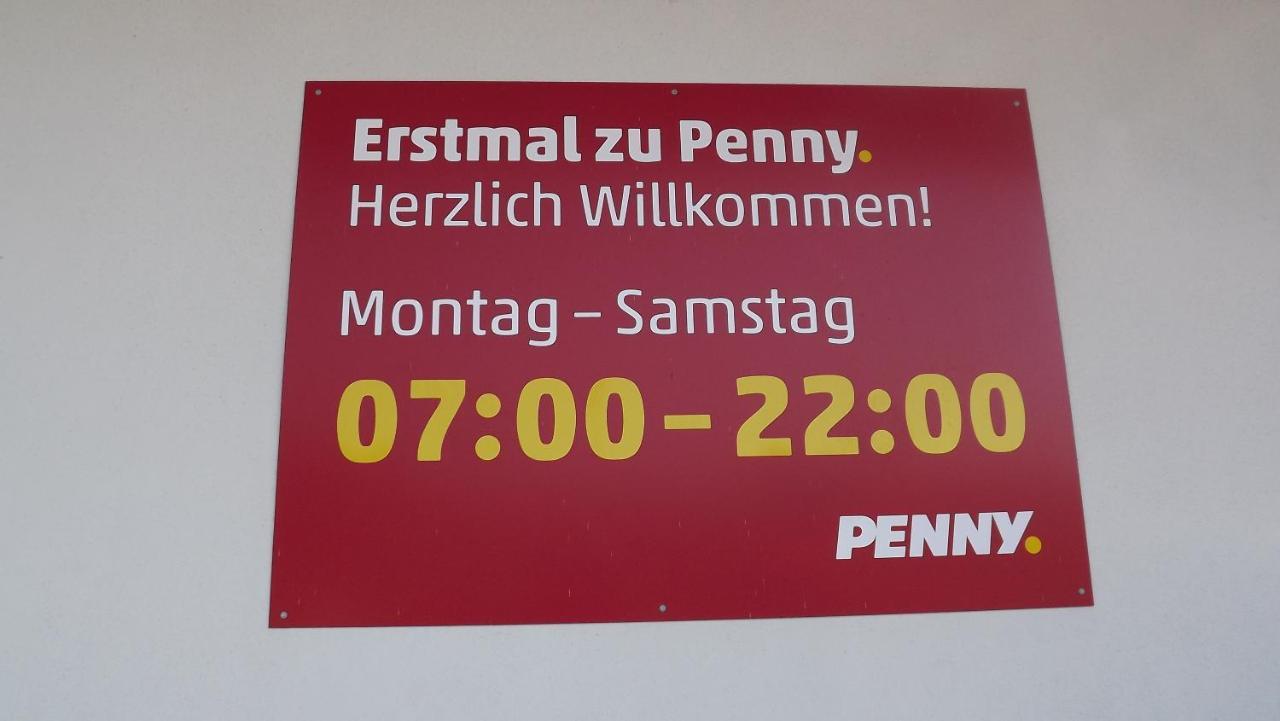 Erstmal zu Penny.
Herzlich Willkommen!
Montag – Samstag
07:00 – 22:00
PENNY.